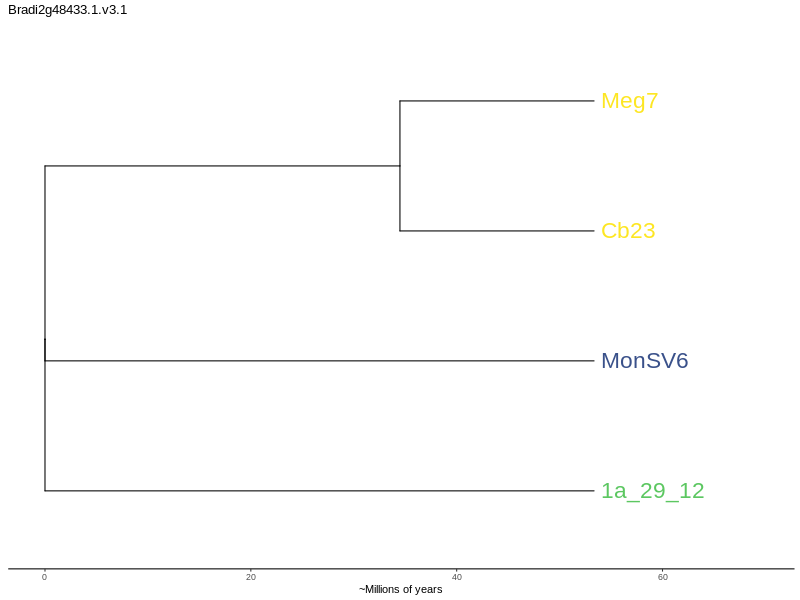 Bradi2g48433.1.v3.1
Meg7
Cb23
MonSV6
1a_29_12
0 20 40 60
~Millions of years